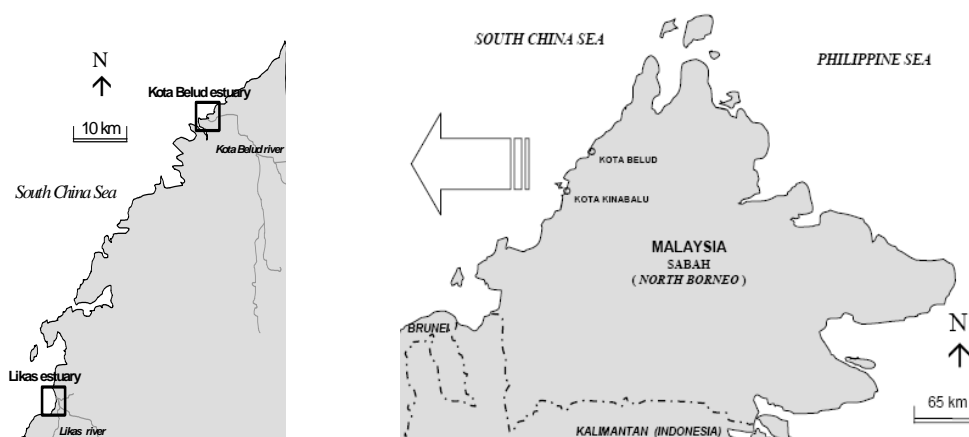 N
Kota Belud estuary
10 km
Kota Belud river
South China Sea
Likas estuary
Likas river
SOUTH CHINA SEA
PHILIPPINE SEA
KOTA BELUD
KOTA KINABALU
MALAYSIA
SABAH
( NORTH BORNEO )
BRUNEI
N
65 km
KALIMANTAN (INDONESIA)